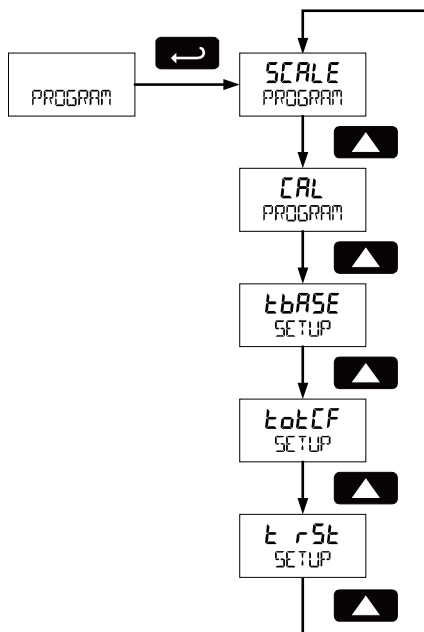 PROGRAM
SCALE
PROGRAM
CAL
PROGRAM
tbASE
SETUP
totCF
SETUP
t rSt
SETUP